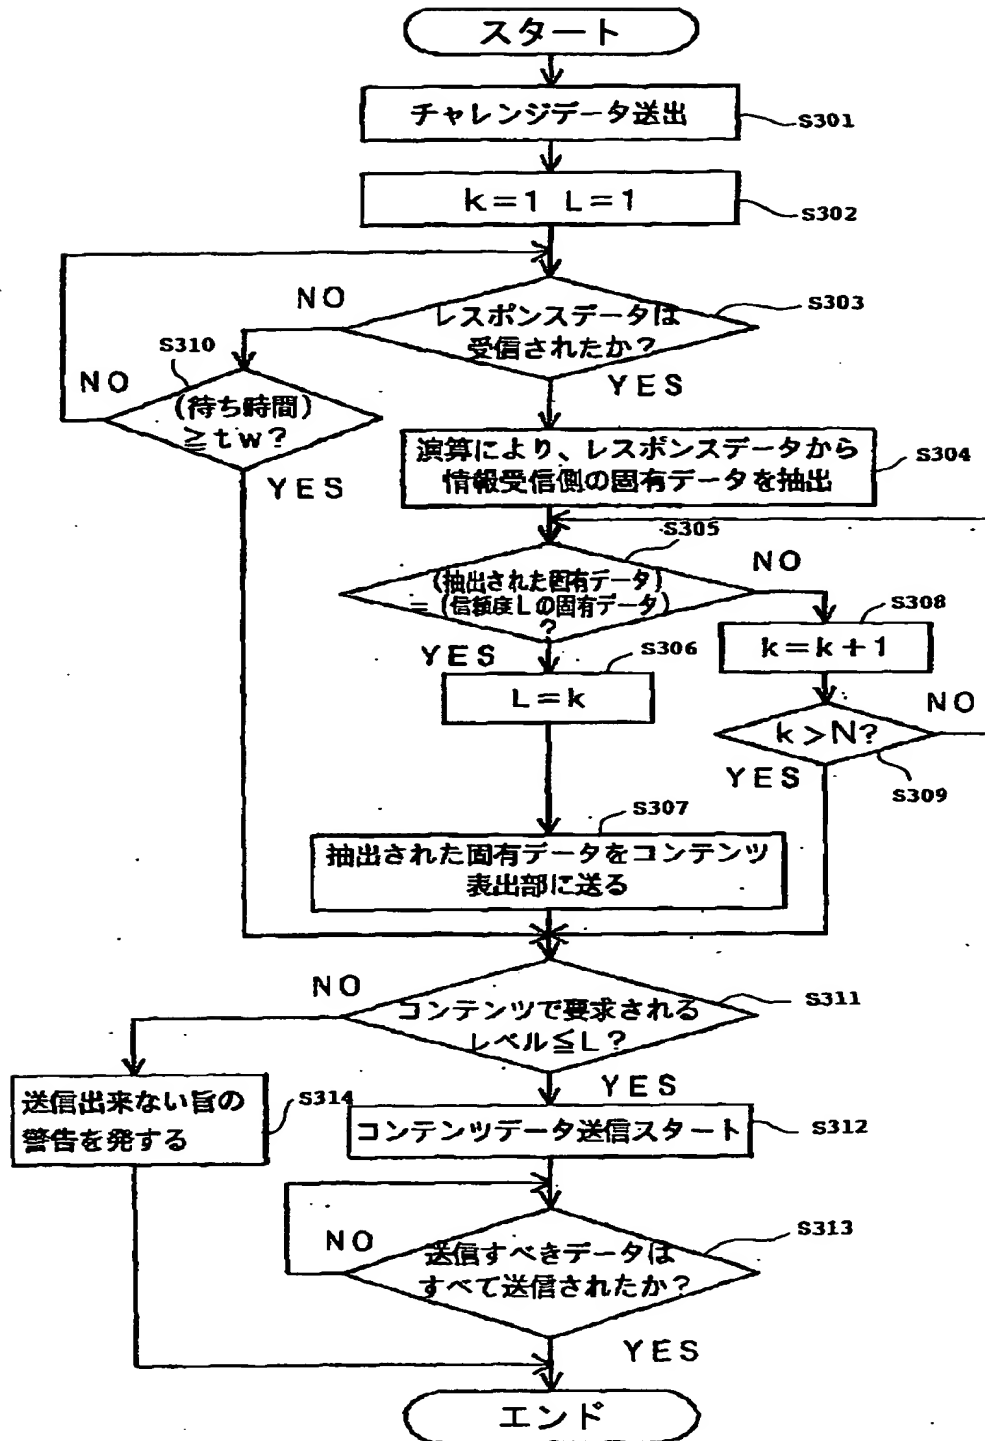 スタート
チャレンジデータ送出
S301
k=1 L=1
S302
NO
レスポンスデータは
受信されたか?
S303
S310
NO
(待ち時間)
≧tw?
YES
YES
演算により、レスポンスデータから
情報受信側の固有データを抽出
S304
S305
(抽出された固有データ)
=(信頼度Lの固有データ)
?
NO
YES
S306
L=k
S308
k=k+1
k>N?
NO
YES
S309
S307
抽出された固有データをコンテンツ
表出部に送る
NO
コンテンツで要求される
レベル≦L?
S311
YES
送信出来ない旨の
警告を発する
S314
コンテンツデータ送信スタート
S312
NO
送信すべきデータは
すべて送信されたか?
S313
YES
エンド